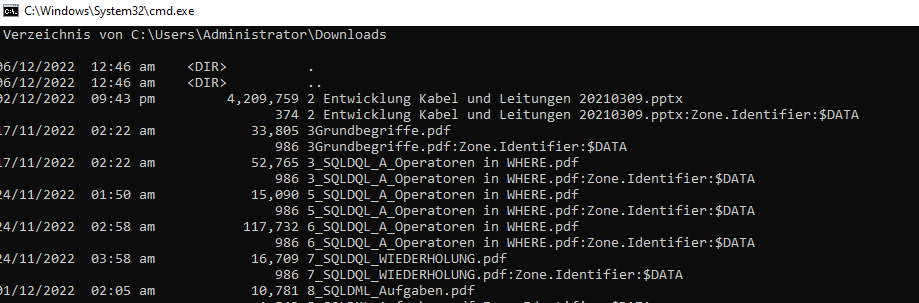 C:\Windows\System32\cmd.exe
Verzeichnis von C:\Users\Administrator\Downloads
06/12/2022 12:46 am <DIR> .
06/12/2022 12:46 am <DIR> ..
02/12/2022 09:43 pm 4,209,759 2 Entwicklung Kabel und Leitungen 20210309.pptx
374 2 Entwicklung Kabel und Leitungen 20210309.pptx:Zone.Identifier:$DATA
17/11/2022 02:22 am 33,805 3Grundbegriffe.pdf
986 3Grundbegriffe.pdf:Zone.Identifier:$DATA
17/11/2022 02:22 am 52,765 3_SQLDQL_A_Operatoren in WHERE.pdf
986 3_SQLDQL_A_Operatoren in WHERE.pdf:Zone.Identifier:$DATA
24/11/2022 01:50 am 15,090 5_SQLDQL_A_Operatoren in WHERE.pdf
986 5_SQLDQL_A_Operatoren in WHERE.pdf:Zone.Identifier:$DATA
24/11/2022 02:58 am 117,732 6_SQLDQL_A_Operatoren in WHERE.pdf
986 6_SQLDQL_A_Operatoren in WHERE.pdf:Zone.Identifier:$DATA
24/11/2022 03:58 am 16,709 7_SQLDQL_WIEDERHOLUNG.pdf
986 7_SQLDQL_WIEDERHOLUNG.pdf:Zone.Identifier:$DATA
01/12/2022 02:05 am 10,781 8_SQLDML_Aufgaben.pdf